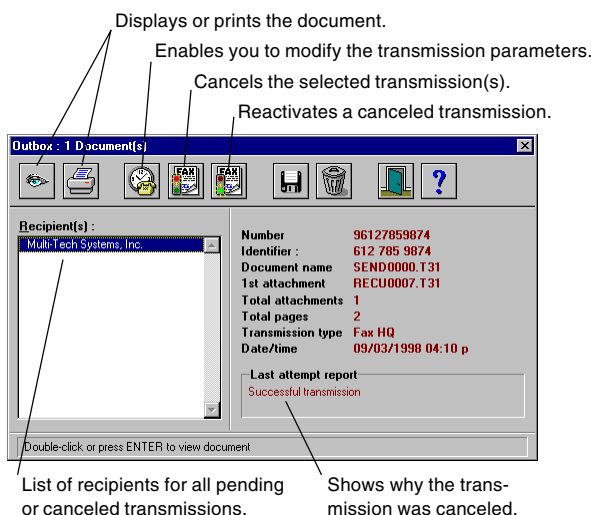 Displays or prints the document.
Enables you to modify the transmission parameters.
Cancels the selected transmission(s).
Reactivates a canceled transmission.
Outbox : 1 Document(s)
FAX FAX
?
Recipient(s) :
Multi-Tech Systems, Inc.
Number 96127859874
Identifier : 612 785 9874
Document name SEND0000.T31
1st attachment RECU0007.T31
Total attachments 1
Total pages 2
Transmission type Fax HQ
Date/time 09/03/1998 04:10 p
Last attempt report
Successful transmission
Double-click or press ENTER to view document
List of recipients for all pending
or canceled transmissions.
Shows why the trans-
mission was canceled.